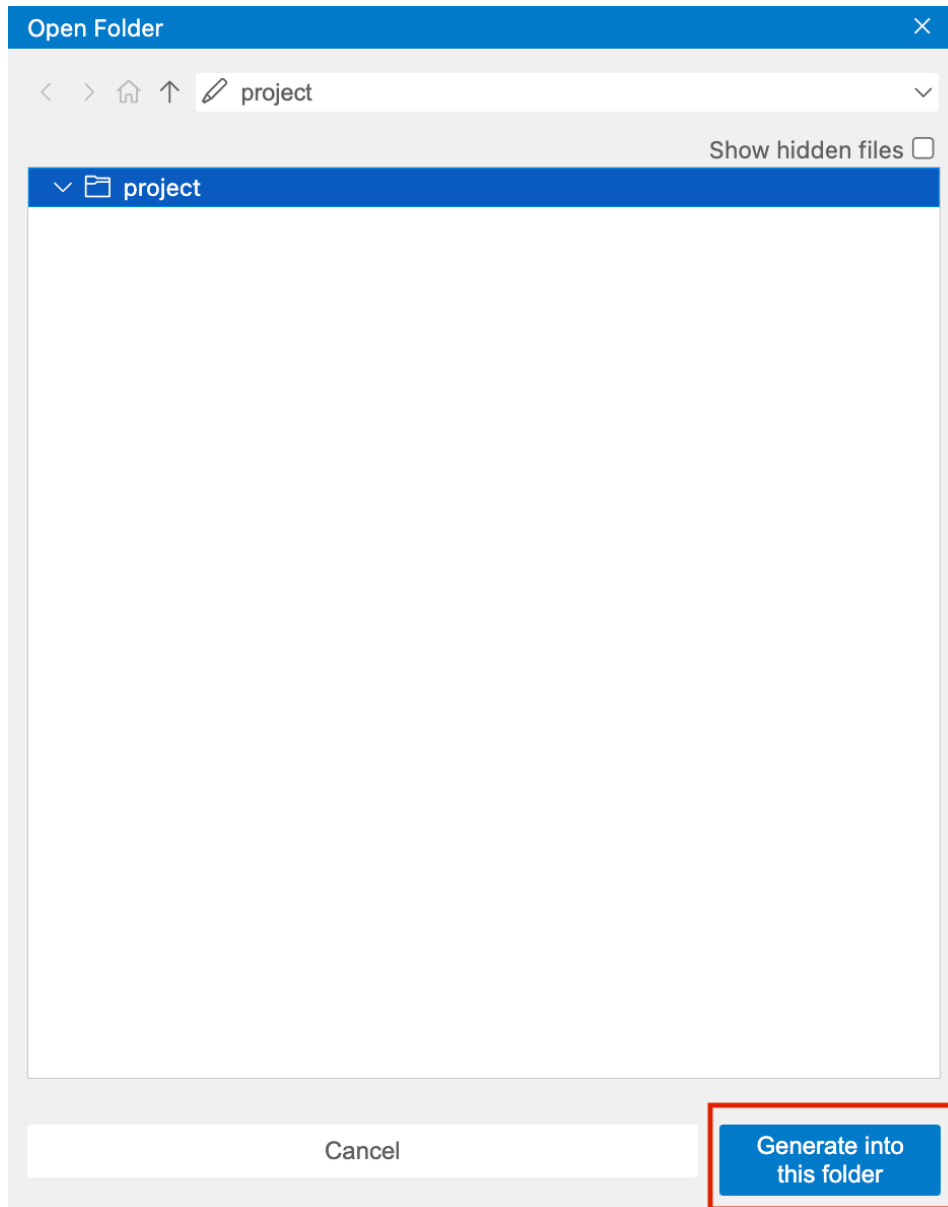 Open Folder
project
Show hidden files
project
Cancel
Generate into
this folder